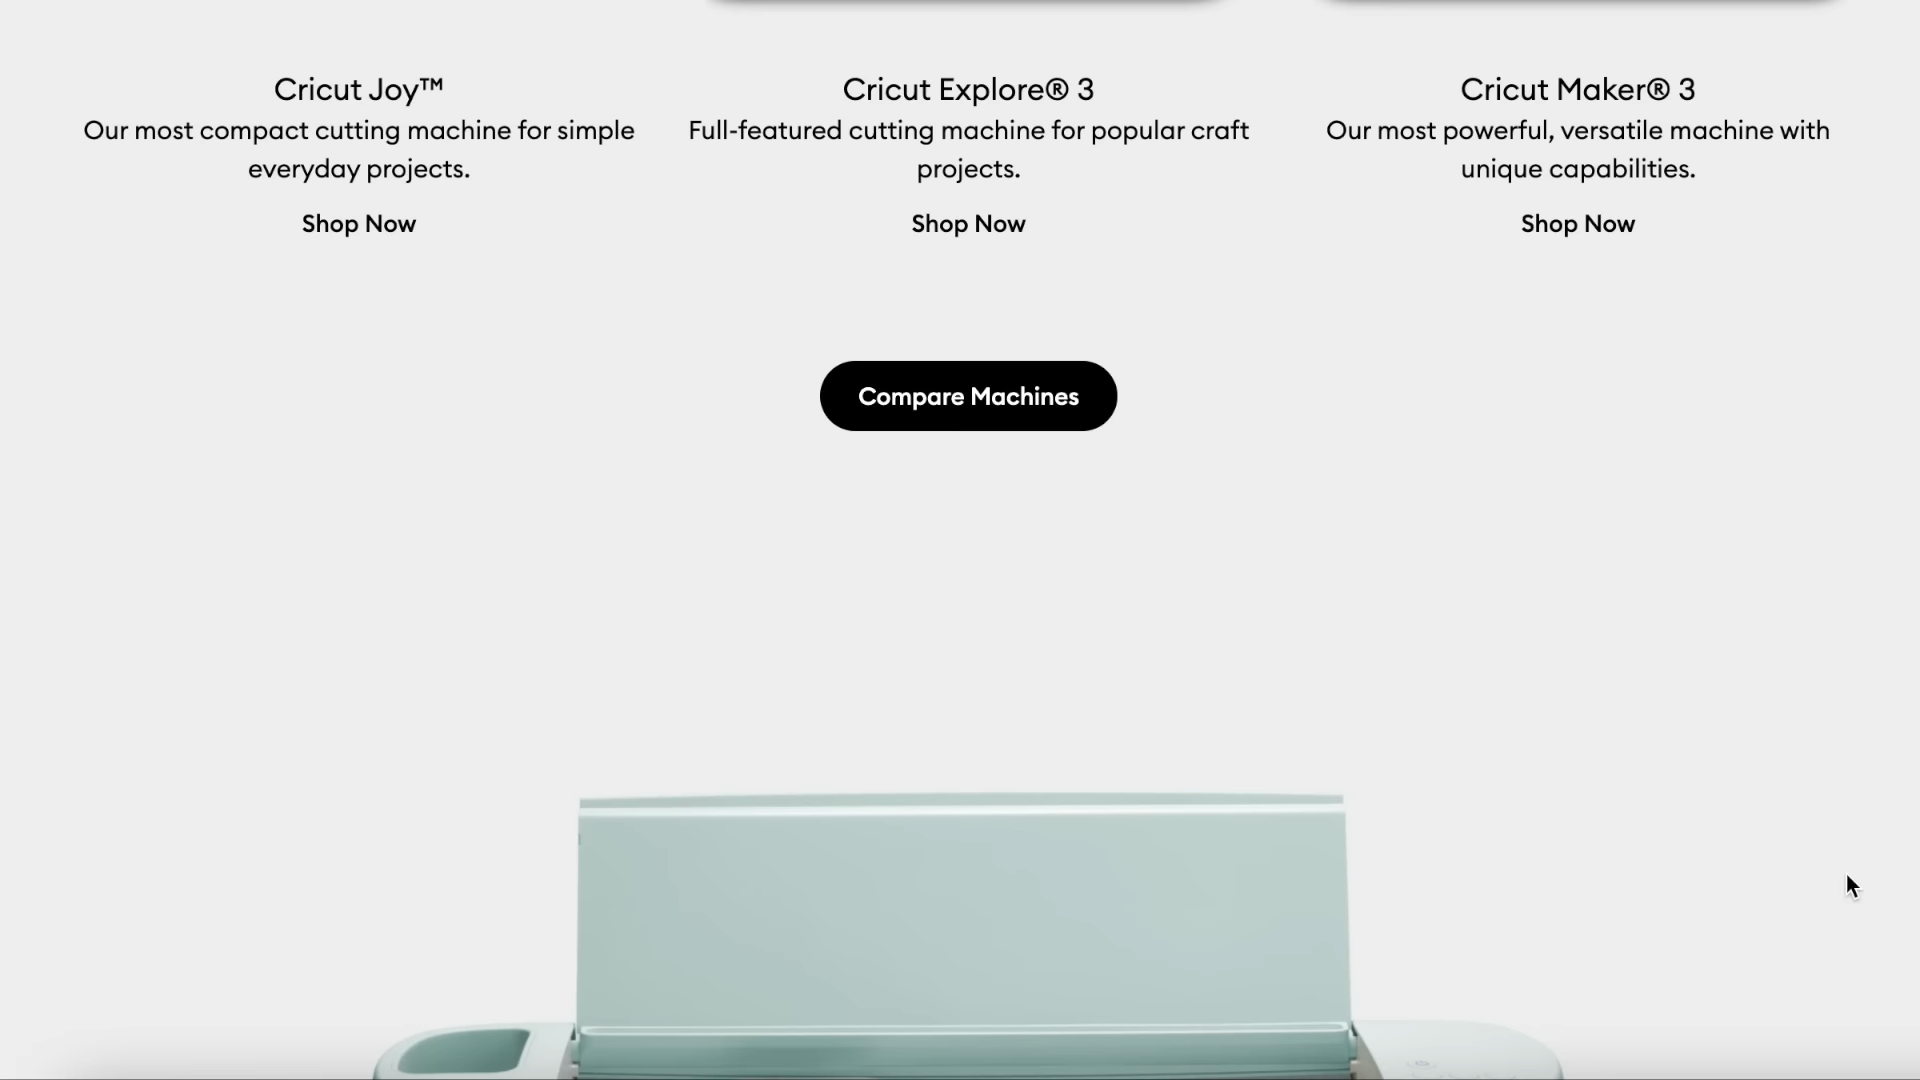 Cricut Joy™
Our most compact cutting machine for simple
everyday projects.
Shop Now
Cricut Explore® 3
Full-featured cutting machine for popular craft
projects.
Shop Now
Cricut Maker® 3
Our most powerful, versatile machine with
unique capabilities.
Shop Now
Compare Machines